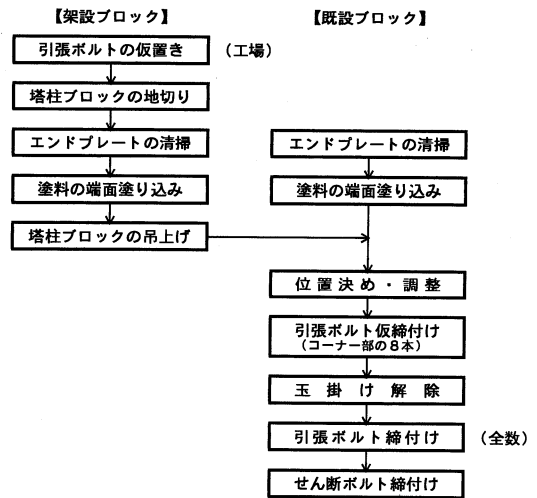 【架設ブロック】
引張ボルトの仮置き
(工場)
塔柱ブロックの地切り
エンドプレートの清掃
塗料の端面塗り込み
塔柱ブロックの吊上げ
【既設ブロック】
エンドプレートの清掃
塗料の端面塗り込み
位置決め・調整
引張ボルト仮締付け
(コーナー部の8本)
玉掛け解除
引張ボルト締付け
(全数)
せん断ボルト締付け